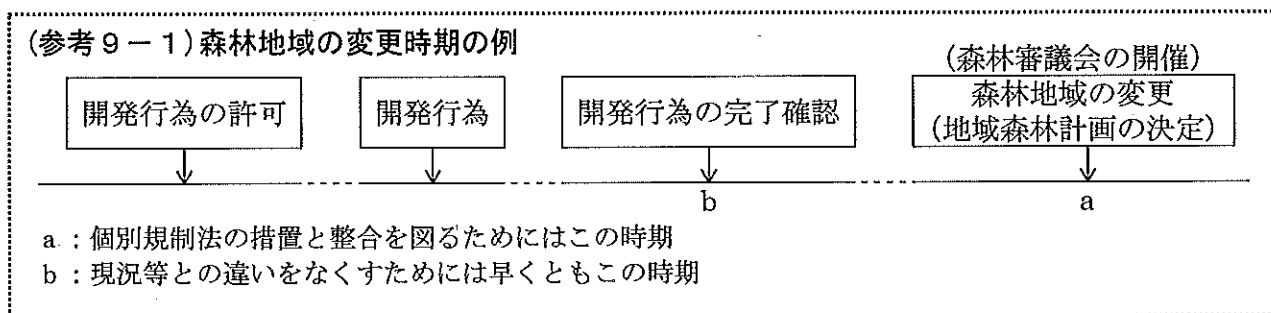 (参考9-1)森林地域の変更時期の例
開発行為の許可
開発行為
開発行為の完了確認
(森林審議会の開催)
森林地域の変更
(地域森林計画の決定)
b
a
a:個別規制法の措置と整合を図るためにはこの時期
b:現況等との違いをなくすためには早くともこの時期